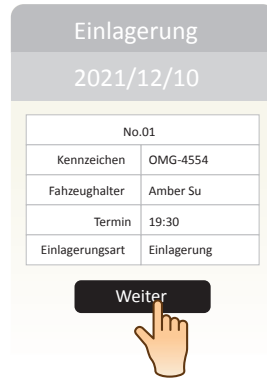 Einlagerung
2021/12/10
No.01
Kennzeichen OMG-4554
Fahzeughalter Amber Su
Termin 19:30
Einlagerungsart Einlagerung
Weiter